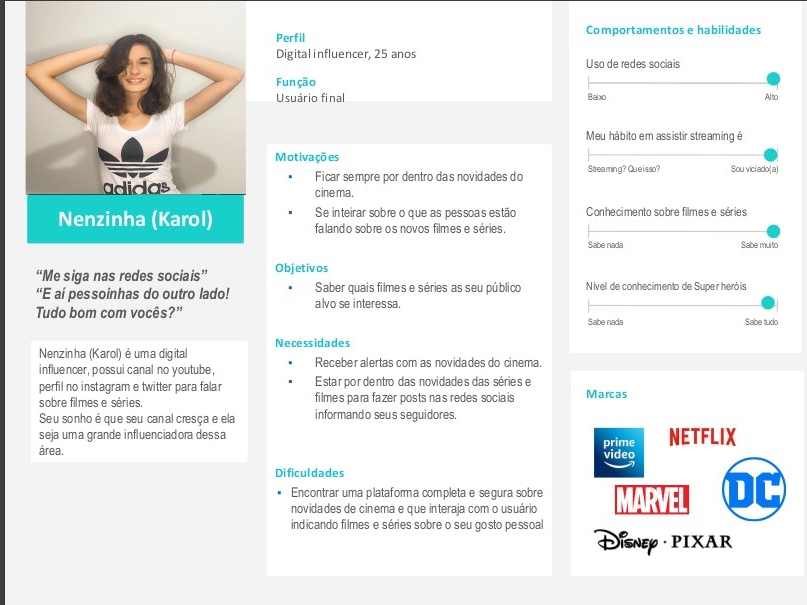 adidas
Nenzinha (Karol)
“Me siga nas redes sociais”
“E aí pessoinhas do outro lado!
Tudo bom com vocês?”
Nenzinha (Karol) é uma digital
influencer, possui canal no youtube,
perfil no instagram e twitter para falar
sobre filmes e séries.
Seu sonho é que seu canal cresça e ela
seja uma grande influenciadora dessa
área.
Perfil
Digital influencer, 25 anos
Função
Usuário final
Motivações
▪ Ficar sempre por dentro das novidades do
cinema.
▪ Se inteirar sobre o que as pessoas estão
falando sobre os novos filmes e séries.
Objetivos
▪ Saber quais filmes e séries as seu público
alvo se interessa.
Necessidades
▪ Receber alertas com as novidades do cinema.
▪ Estar por dentro das novidades das séries e
filmes para fazer posts nas redes sociais
informando seus seguidores.
Dificuldades
▪ Encontrar uma plataforma completa e segura sobre
novidades de cinema e que interaja com o usuário
indicando filmes e séries sobre o seu gosto pessoal
Comportamentos e habilidades
Uso de redes sociais
Baixo Alto
Meu hábito em assistir streaming é
Streaming? Que isso? Sou viciado(a)
Conhecimento sobre filmes e séries
Sabe nada Sabe muito
Nível de conhecimento de Super heróis
Sabe nada Sabe tudo
Marcas
prime
video
NETFLIX
MARVEL
DC
Disney · PIXAR